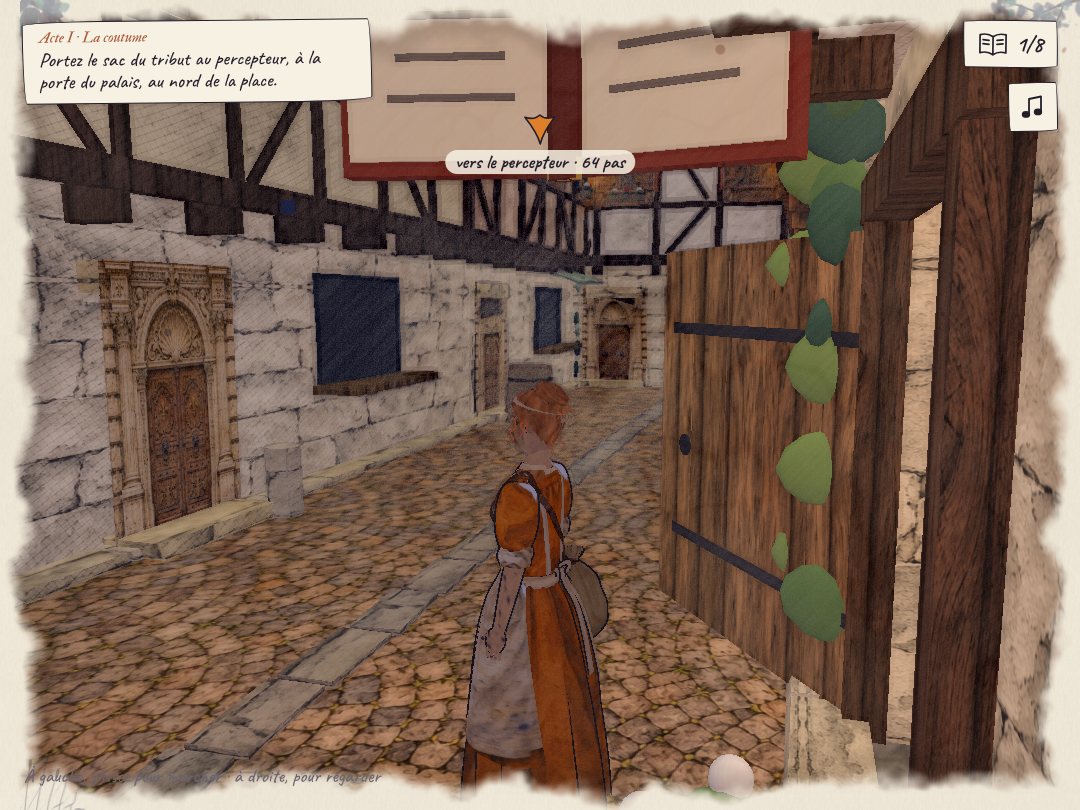 Acte I · La coutume
Portez le sac du tribut au percepteur, à la
porte du palais, au nord de la place.
1/8
vers le percepteur · 64 pas
À pour à droite, pour regarder